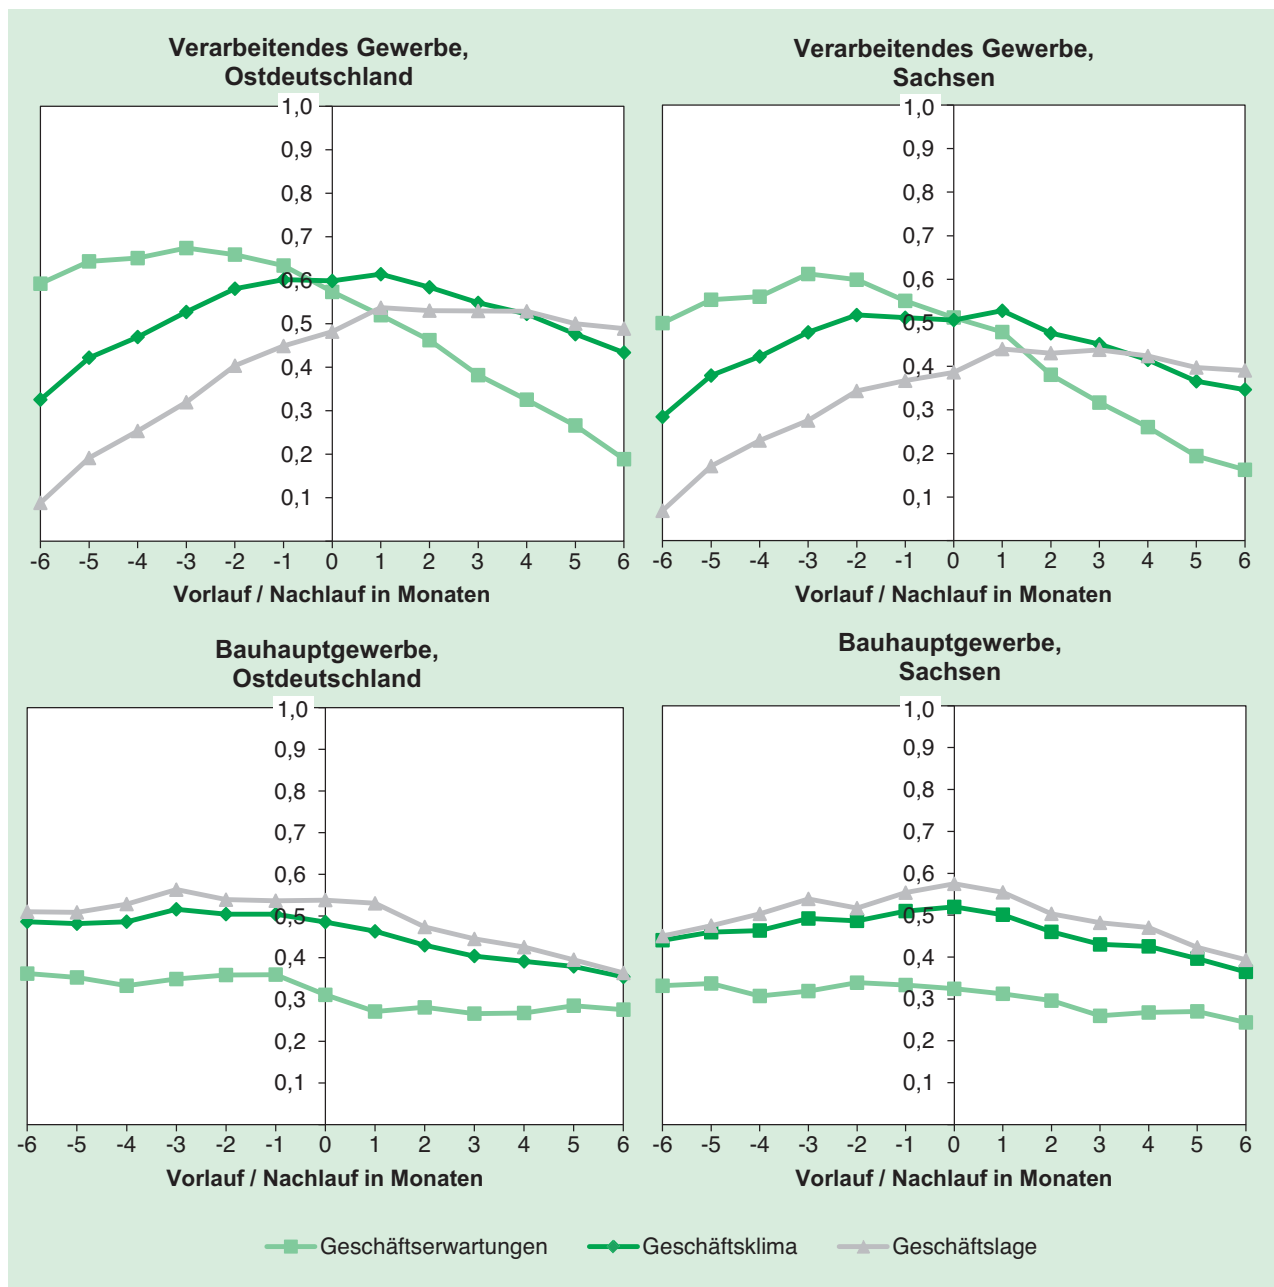 Verarbeitendes Gewerbe,
Ostdeutschland
1,0
0,9
0,8
0,7
0,6
0,5
0,4
0,3
0,2
0,1
-6 -5 -4 -3 -2 -1 0 1 2 3 4 5 6
Vorlauf / Nachlauf in Monaten
Verarbeitendes Gewerbe,
Sachsen
1,0
0,9
0,8
0,7
0,6
0,5
0,4
0,3
0,2
0,1
-6 -5 -4 -3 -2 -1 0 1 2 3 4 5 6
Vorlauf / Nachlauf in Monaten
Bauhauptgewerbe,
Ostdeutschland
1,0
0,9
0,8
0,7
0,6
0,5
0,4
0,3
0,2
0,1
-6 -5 -4 -3 -2 -1 0 1 2 3 4 5 6
Vorlauf / Nachlauf in Monaten
Bauhauptgewerbe,
Sachsen
1,0
0,9
0,8
0,7
0,6
0,5
0,4
0,3
0,2
0,1
-6 -5 -4 -3 -2 -1 0 1 2 3 4 5 6
Vorlauf / Nachlauf in Monaten
Geschäftserwartungen Geschäftsklima Geschäftslage